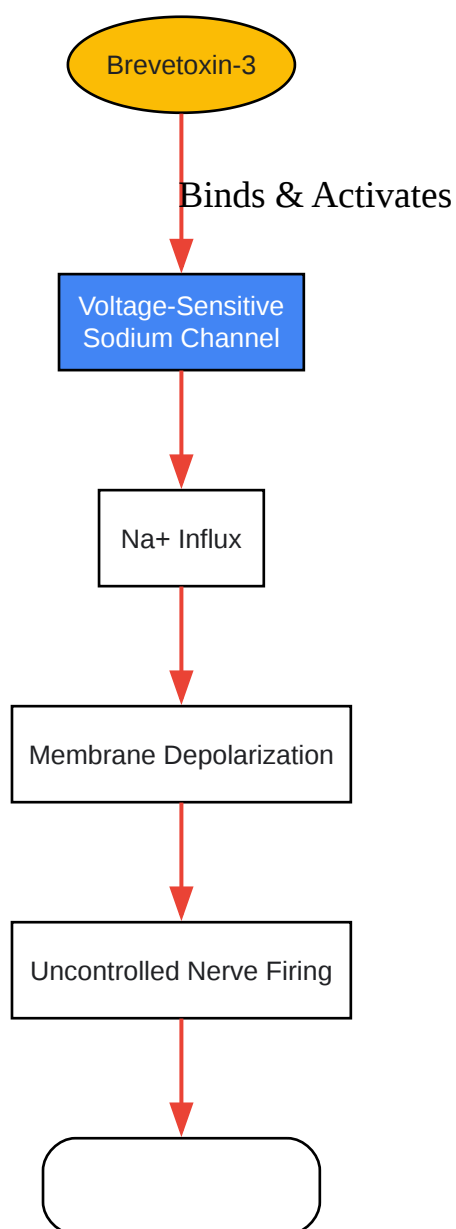 Brevetoxin-3
Binds & Activates
Voltage-Sensitive
Sodium Channel
Na+ Influx
Membrane Depolarization
Uncontrolled Nerve Firing